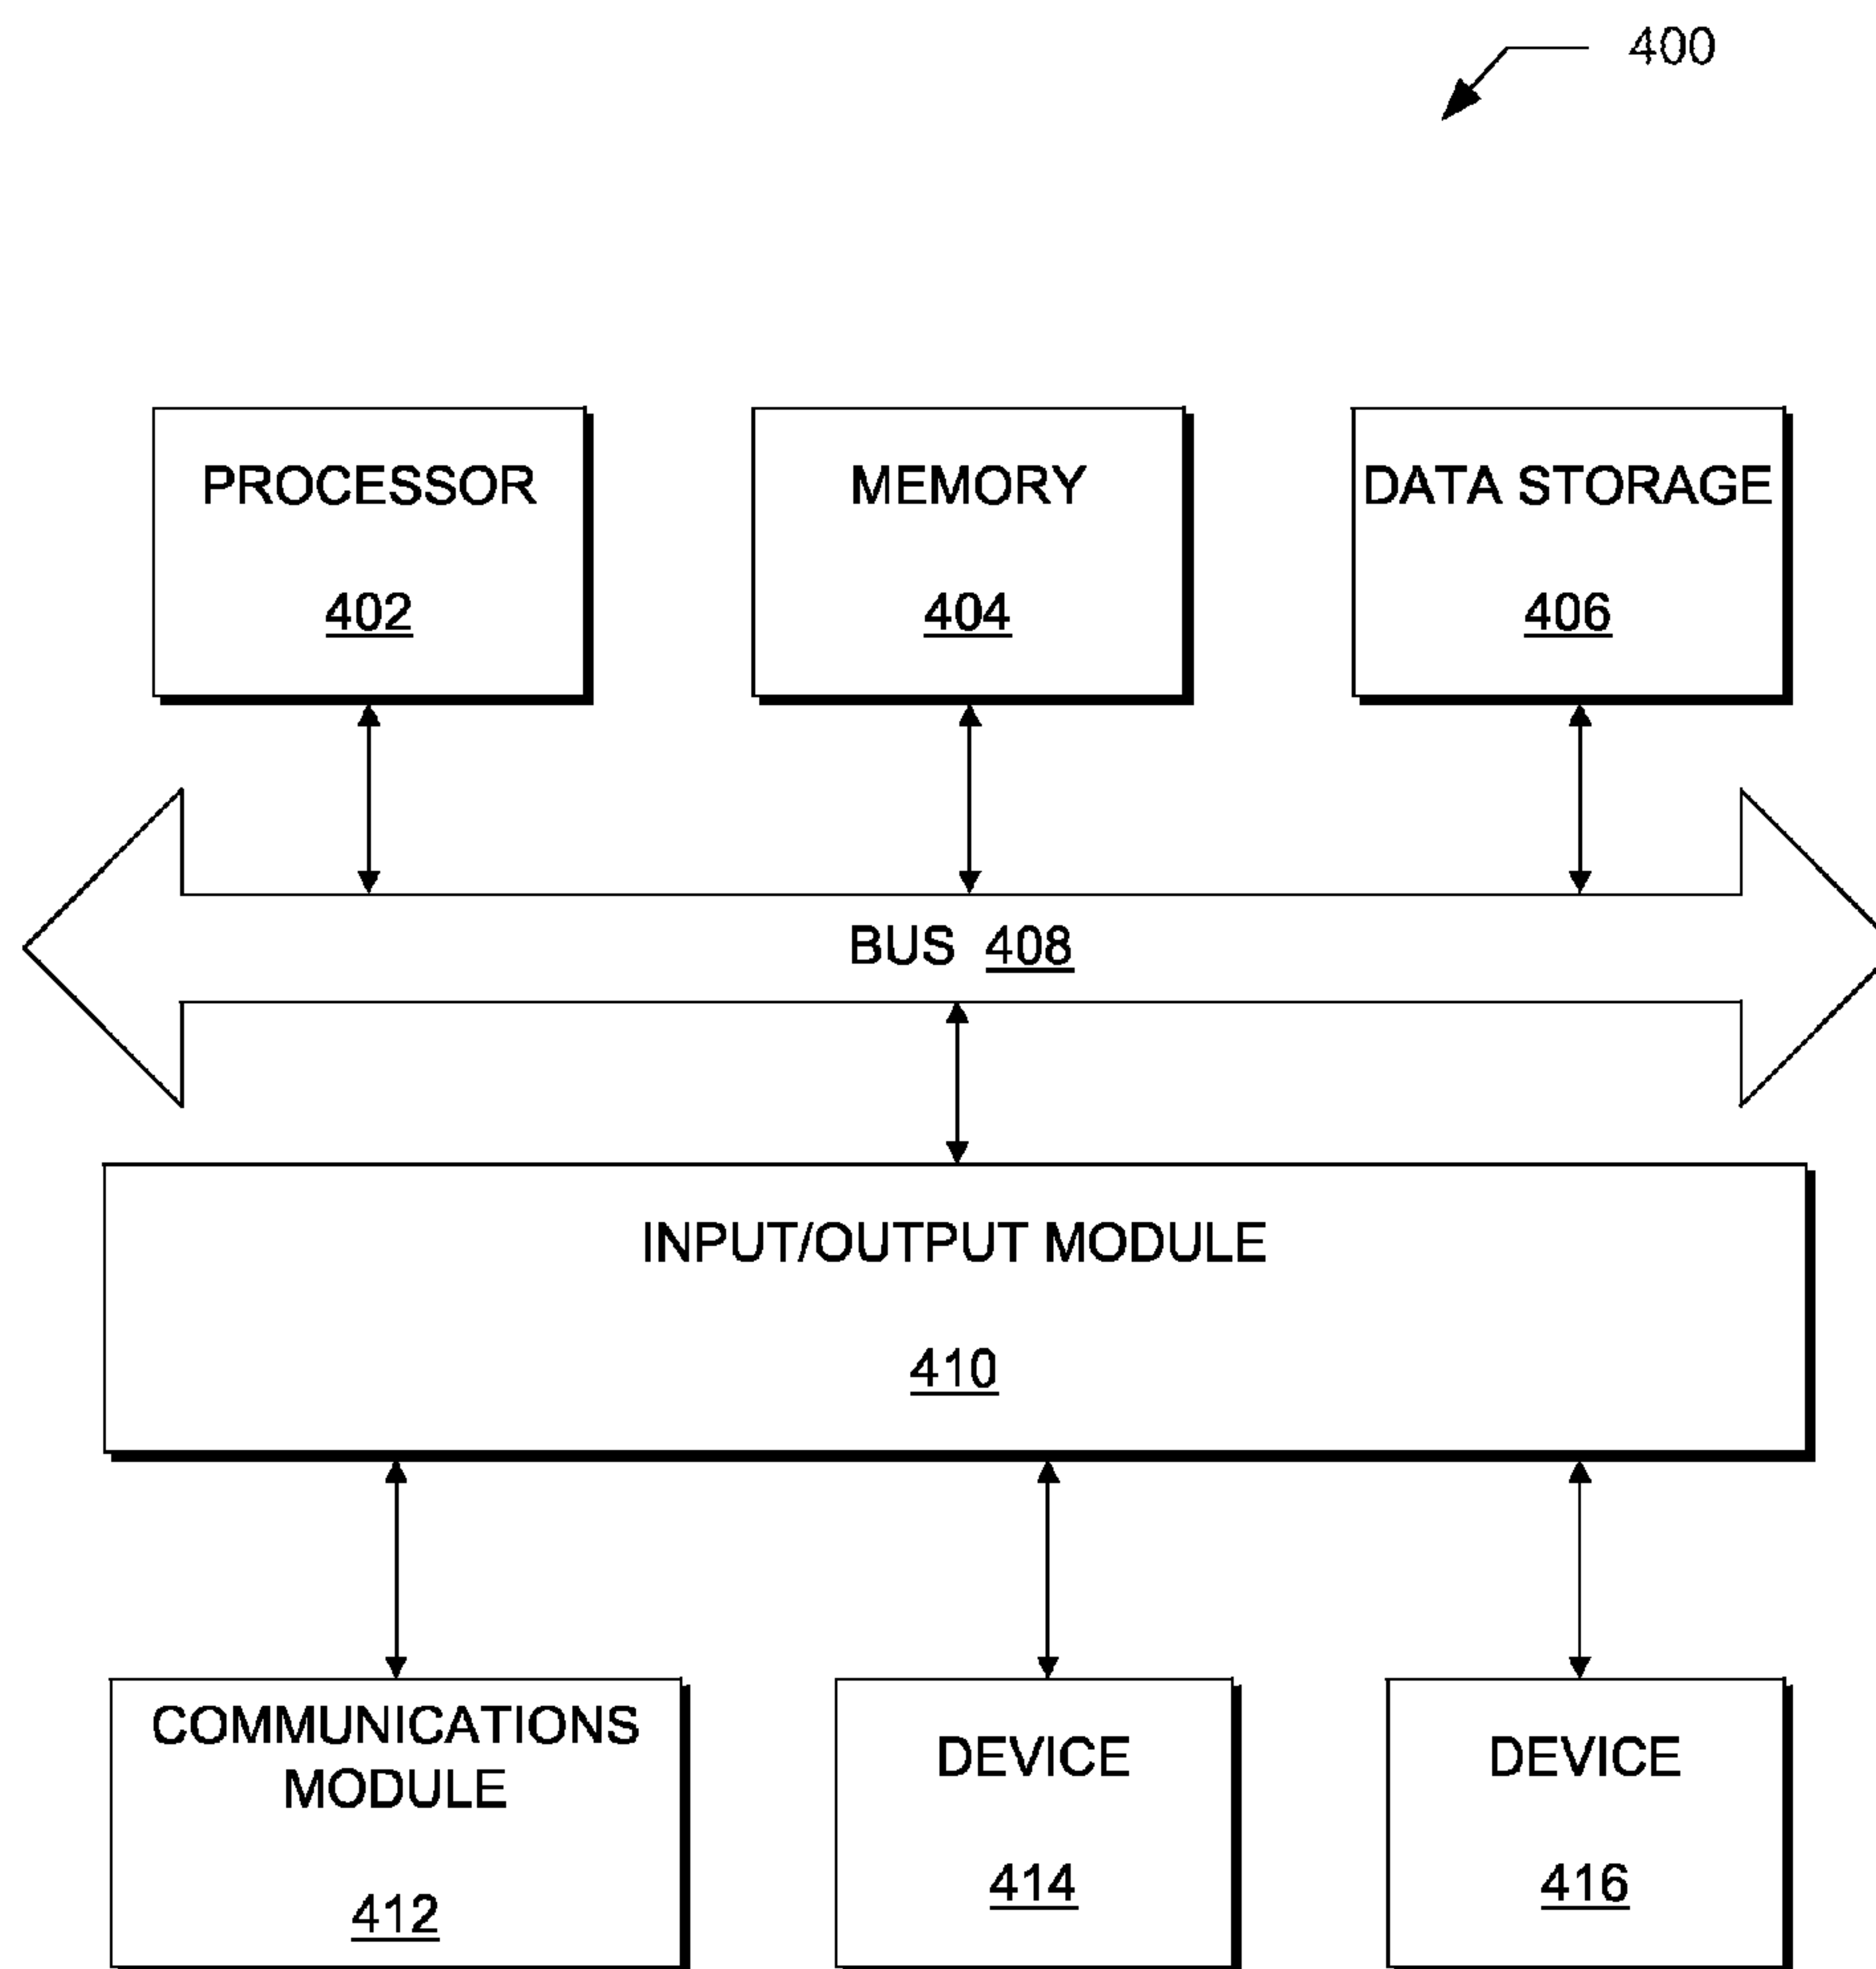 400
PROCESSOR
402
MEMORY
404
DATA STORAGE
406
BUS 408
INPUT/OUTPUT MODULE
410
COMMUNICATIONS
MODULE
412
DEVICE
414
DEVICE
416